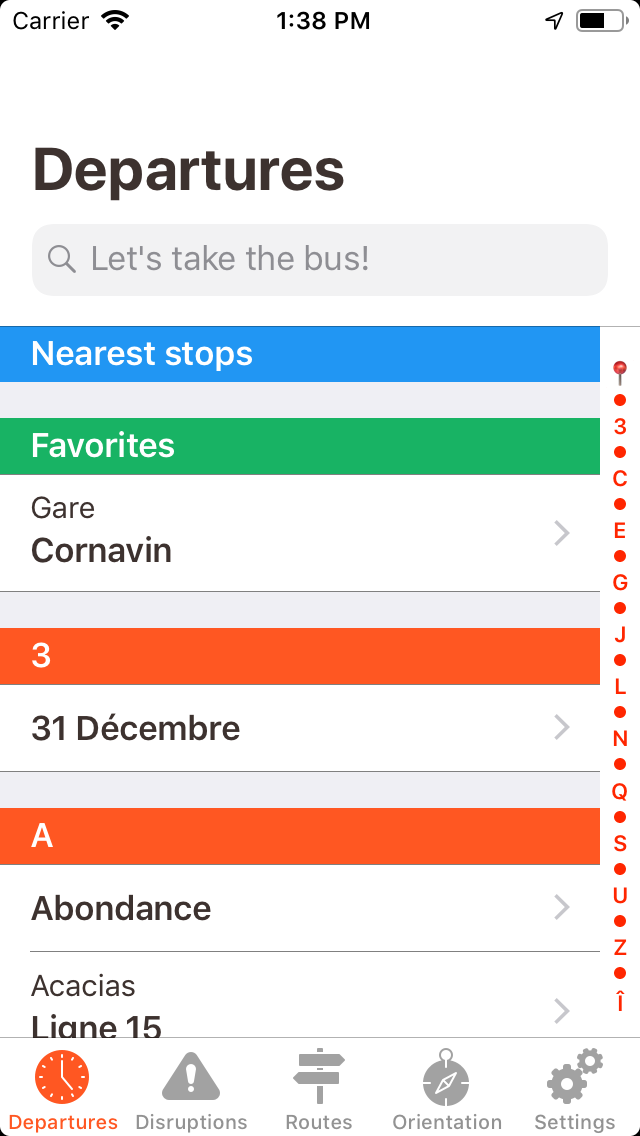 Carrier 1:38 PM
Departures
Let's take the bus!
Nearest stops
Favorites
Gare
Cornavin
3
31 Décembre
A
Abondance
Acacias
Ligne 15
3
C
E
G
J
L
N
Q
S
U
Z
Î
Departures Disruptions Routes Orientation Settings